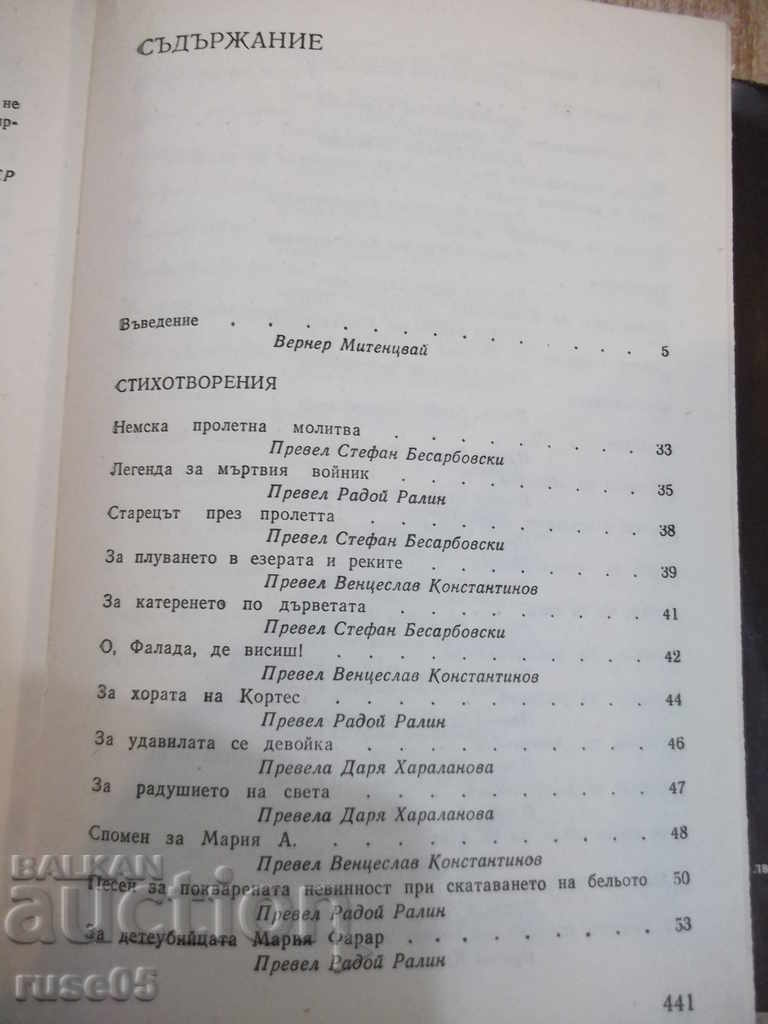 не
СЪДЪРЖАНИЕ
Въведение . . . . . . . . . . . 5
Вернер Митенцвай
СТИХОТВОРЕНИЯ
Немска пролетна молитва . . . . . . . . 33
Превел Стефан Бесарбовски
Легенда за мъртвия войник . . . . . . . 35
Превел Радой Ралин
Старецът през пролетта . . . . . . . . 38
Превел Стефан Бесарбовски
За плуването в езерата и реките . . . . . . 39
Превел Венцеслав Константинов
За катеренето по дърветата . . . . . . . 41
Превел Стефан Бесарбовски
О, Фалада, де висиш! . . . . . . . . . 42
Превел Венцеслав Константинов
За хората на Кортес . . . . . . . . . 44
Превел Радой Ралин
За удавилата се девойка . . . . . . . . 46
Превела Даря Хараланова
За радушието на света . . . . . . . . 47
Превела Даря Хараланова
Спомен за Мария А. . . . . . . . . . 48
Превел Венцеслав Константинов
Песен за покварената невинност при скатаването на бельото 50
Превел Радой Ралин
За детеубийцата Мария Фарар . . . . . . . 53
Превел Радой Ралин
441
BALKAN
auction
ruse05